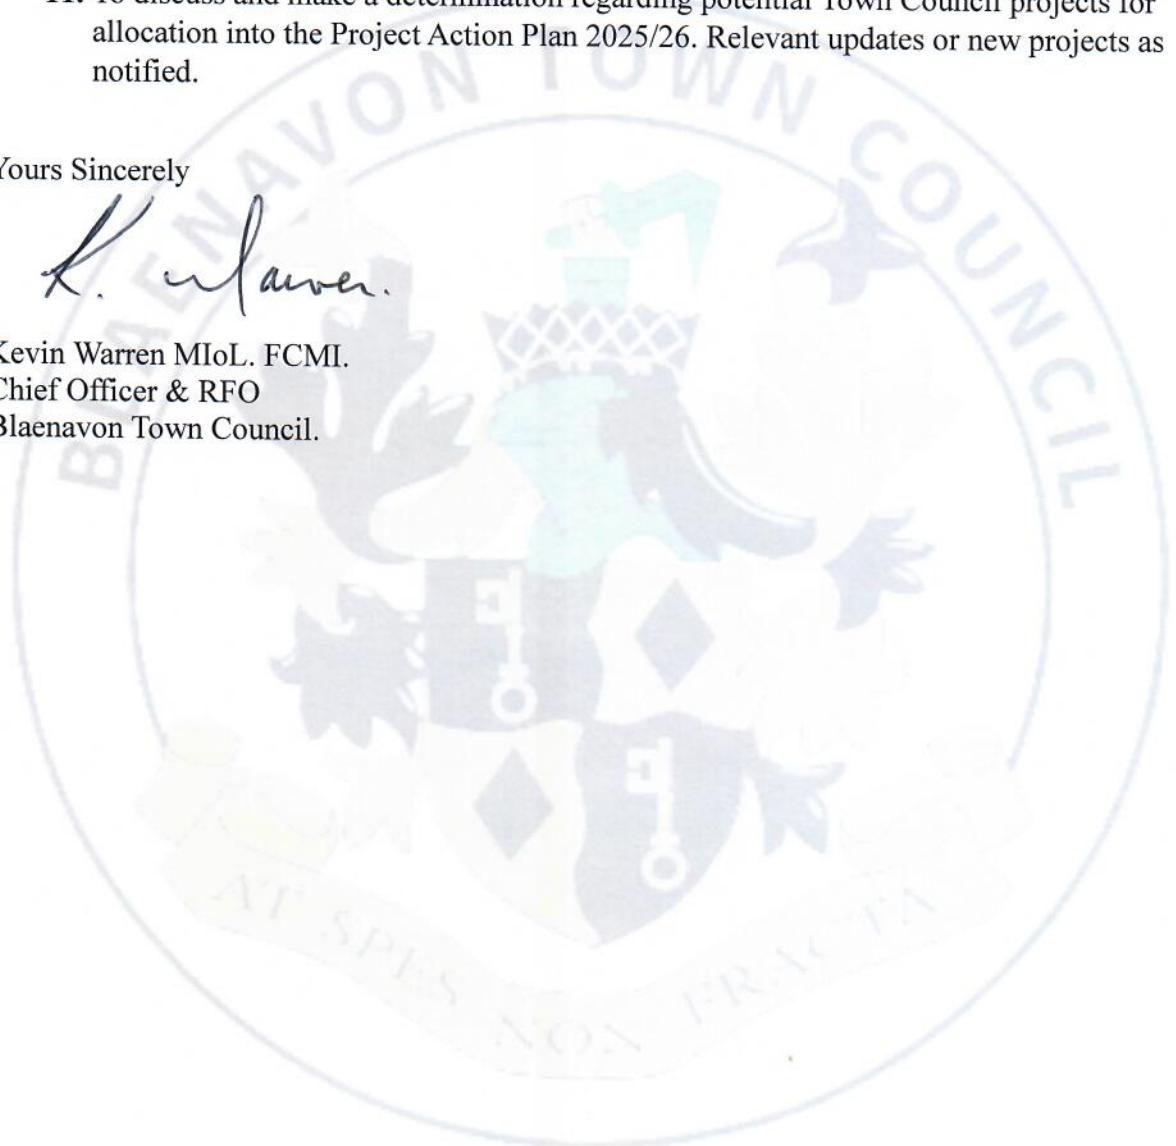 11. To discuss and make a determination regarding potential Town Council projects for
allocation into the Project Action Plan 2025/26. Relevant updates or new projects as
notified.
Yours Sincerely
K. Warren.
Kevin Warren MIoL. FCMI.
Chief Officer & RFO
Blaenavon Town Council.
BLAENAVON TOWN COUNCIL
AT SPES NON FRACTA